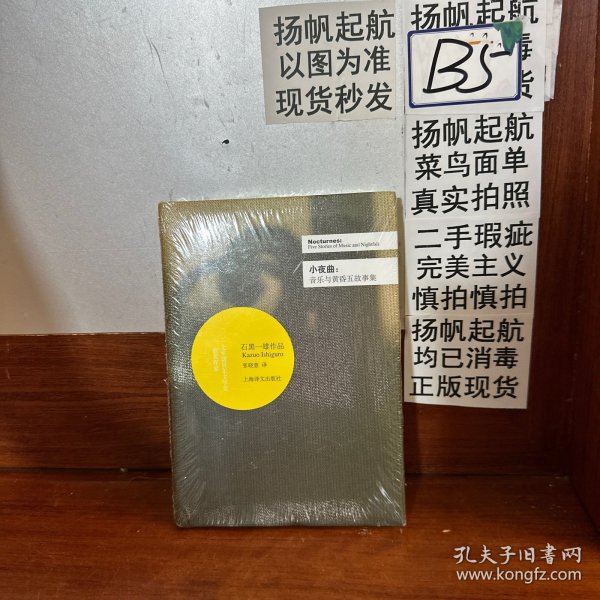 扬帆起航
以图为准
现货秒发
扬帆起航
毒
货
B5
扬帆起航
菜鸟面单
真实拍照
二手瑕疵
完美主义
慎拍慎拍
扬帆起航
均已消毒
正版现货
Nocturnes:
Five Stories of Music and Nightfall
小夜曲：
音乐与黄昏五故事集
石黑一雄作品
Kazuo Ishiguro
张晓意 译
上海译文出版社
孔夫子旧书网
www.kongfz.com